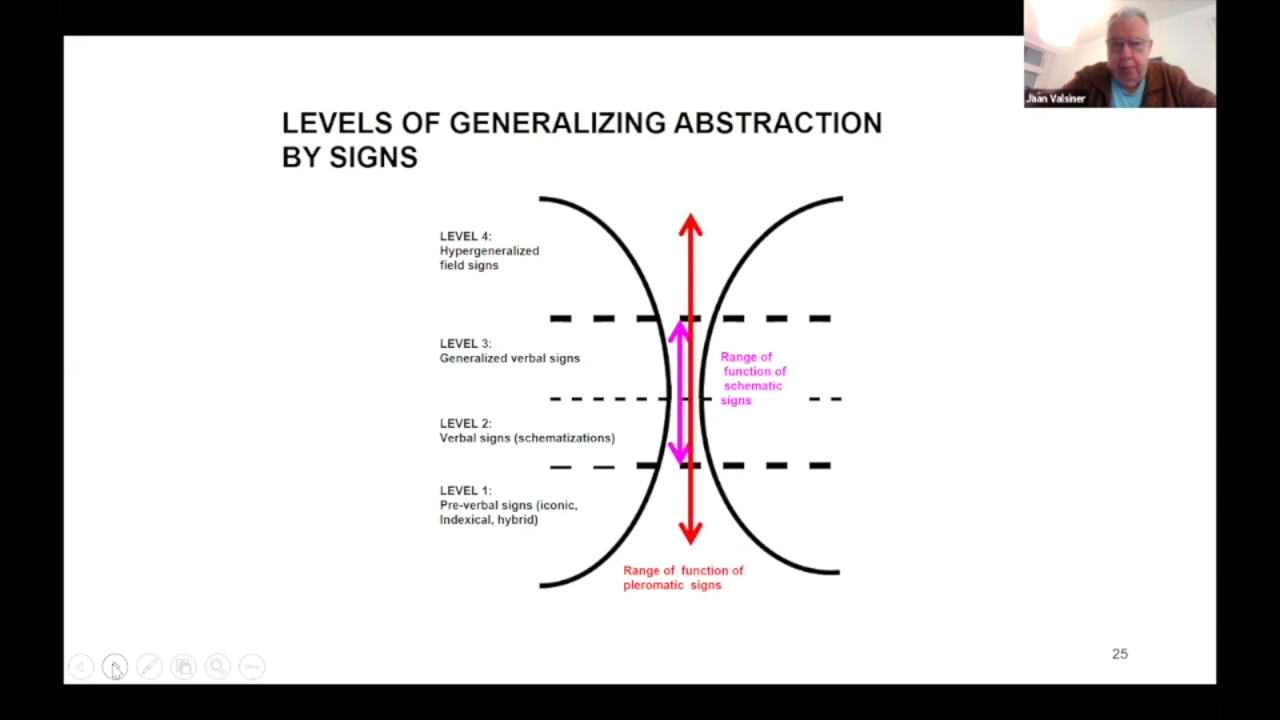 Jaan Valsiner
LEVELS OF GENERALIZING ABSTRACTION
BY SIGNS
LEVEL 4:
Hypergeneralized
field signs
LEVEL 3:
Generalized verbal signs
Range of
function of
schematic
signs
LEVEL 2:
Verbal signs (schematizations)
LEVEL 1:
Pre-verbal signs (iconic,
Indexical, hybrid)
Range of function of
pleromatic signs
25